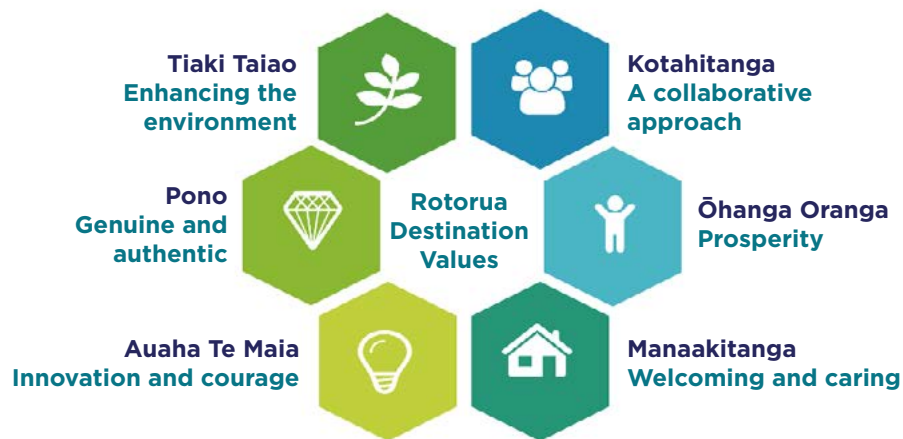 Tiaki Taiao
Enhancing the
environment
Kotahitanga
A collaborative
approach
Pono
Genuine and
authentic
Rotorua
Destination
Values
Ōhanga Oranga
Prosperity
Auaha Te Maia
Innovation and courage
Manaakitanga
Welcoming and caring